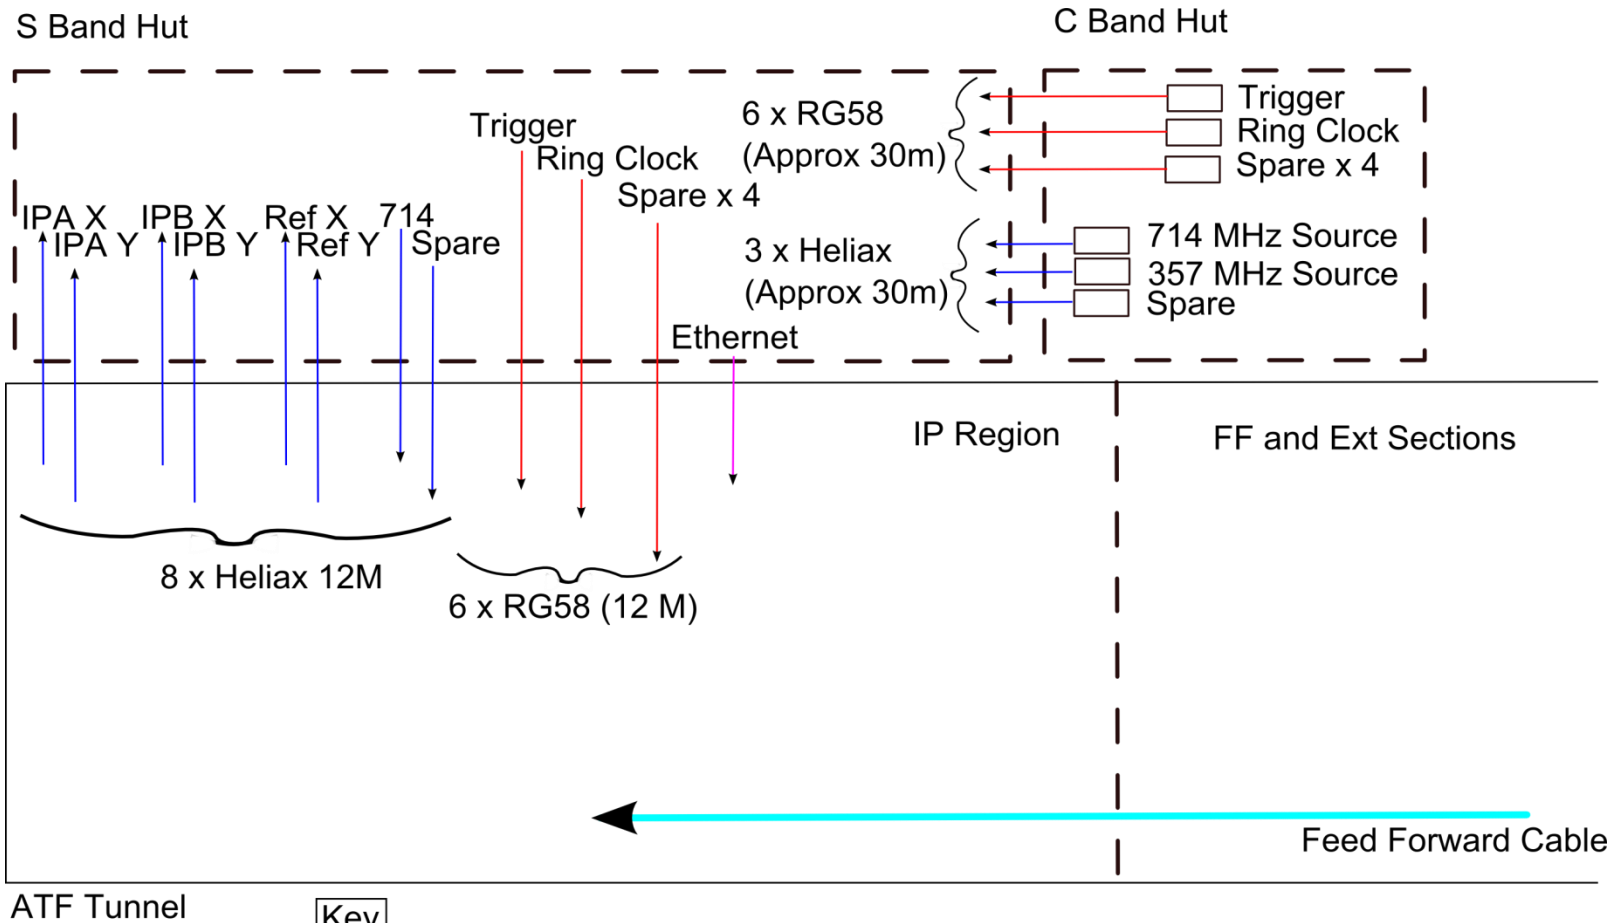 S Band Hut
C Band Hut
6 x RG58
(Approx 30m)
Trigger
Ring Clock
Spare x 4
Trigger
Ring Clock
Spare x 4
IPA X
IPB X
Ref X
714
IPA Y
IPB Y
Ref Y
Spare
3 x Heliax
(Approx 30m)
714 MHz Source
357 MHz Source
Spare
Ethernet
IP Region
FF and Ext Sections
8 x Heliax 12M
6 x RG58 (12 M)
Feed Forward Cable
ATF Tunnel
Key